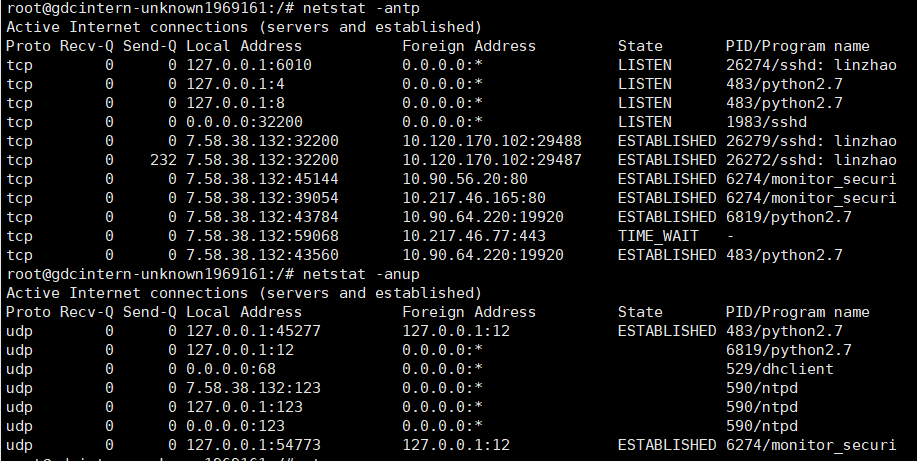 root@gdcintern-unknown1969161:/# netstat -antp
Active Internet connections (servers and established)
Proto Recv-Q Send-Q Local Address           Foreign Address         State       PID/Program name
tcp        0      0 127.0.0.1:6010          0.0.0.0:*               LISTEN      26274/sshd: linzhao
tcp        0      0 127.0.0.1:4             0.0.0.0:*               LISTEN      483/python2.7
tcp        0      0 127.0.0.1:8             0.0.0.0:*               LISTEN      483/python2.7
tcp        0      0 0.0.0.0:32200           0.0.0.0:*               LISTEN      1983/sshd
tcp        0      0 7.58.38.132:32200       10.120.170.102:29488    ESTABLISHED 26279/sshd: linzhao
tcp        0    232 7.58.38.132:32200       10.120.170.102:29487    ESTABLISHED 26272/sshd: linzhao
tcp        0      0 7.58.38.132:45144       10.90.56.20:80          ESTABLISHED 6274/monitor_securi
tcp        0      0 7.58.38.132:39054       10.217.46.165:80        ESTABLISHED 6274/monitor_securi
tcp        0      0 7.58.38.132:43784       10.90.64.220:19920      ESTABLISHED 6819/python2.7
tcp        0      0 7.58.38.132:59068       10.217.46.77:443        TIME_WAIT   -
tcp        0      0 7.58.38.132:43560       10.90.64.220:19920      ESTABLISHED 483/python2.7
root@gdcintern-unknown1969161:/# netstat -anup
Active Internet connections (servers and established)
Proto Recv-Q Send-Q Local Address           Foreign Address         State       PID/Program name
udp        0      0 127.0.0.1:45277         127.0.0.1:12            ESTABLISHED 483/python2.7
udp        0      0 127.0.0.1:12            0.0.0.0:*                           6819/python2.7
udp        0      0 0.0.0.0:68              0.0.0.0:*                           529/dhclient
udp        0      0 7.58.38.132:123         0.0.0.0:*                           590/ntpd
udp        0      0 127.0.0.1:123           0.0.0.0:*                           590/ntpd
udp        0      0 0.0.0.0:123             0.0.0.0:*                           590/ntpd
udp        0      0 127.0.0.1:54773         127.0.0.1:12            ESTABLISHED 6274/monitor_securi